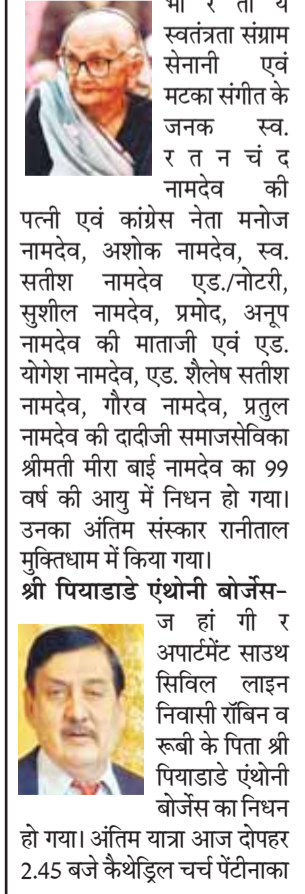 भा र ती य
स्वतंत्रता संग्राम
सेनानी एवं
मटका संगीत के
जनक स्व.
र त न चं द
नामदेव की
पत्नी एवं कांग्रेस नेता मनोज
नामदेव, अशोक नामदेव, स्व.
सतीश नामदेव एड./नोटरी,
सुशील नामदेव, प्रमोद, अनूप
नामदेव की माताजी एवं एड.
योगेश नामदेव, एड. शैलेष सतीश
नामदेव, गौरव नामदेव, प्रतुल
नामदेव की दादीजी समाजसेविका
श्रीमती मीरा बाई नामदेव का 99
वर्ष की आयु में निधन हो गया।
उनका अंतिम संस्कार रानीताल
मुक्तिधाम में किया गया।
श्री पियाडाडे एंथोनी बोर्जेस-
ज हां गी र
अपार्टमेंट साउथ
सिविल लाइन
निवासी रॉबिन व
रूबी के पिता श्री
पियाडाडे एंथोनी
बोर्जेस का निधन
हो गया। अंतिम यात्रा आज दोपहर
2.45 बजे कैथेड्रिल चर्च पेंटीनाका